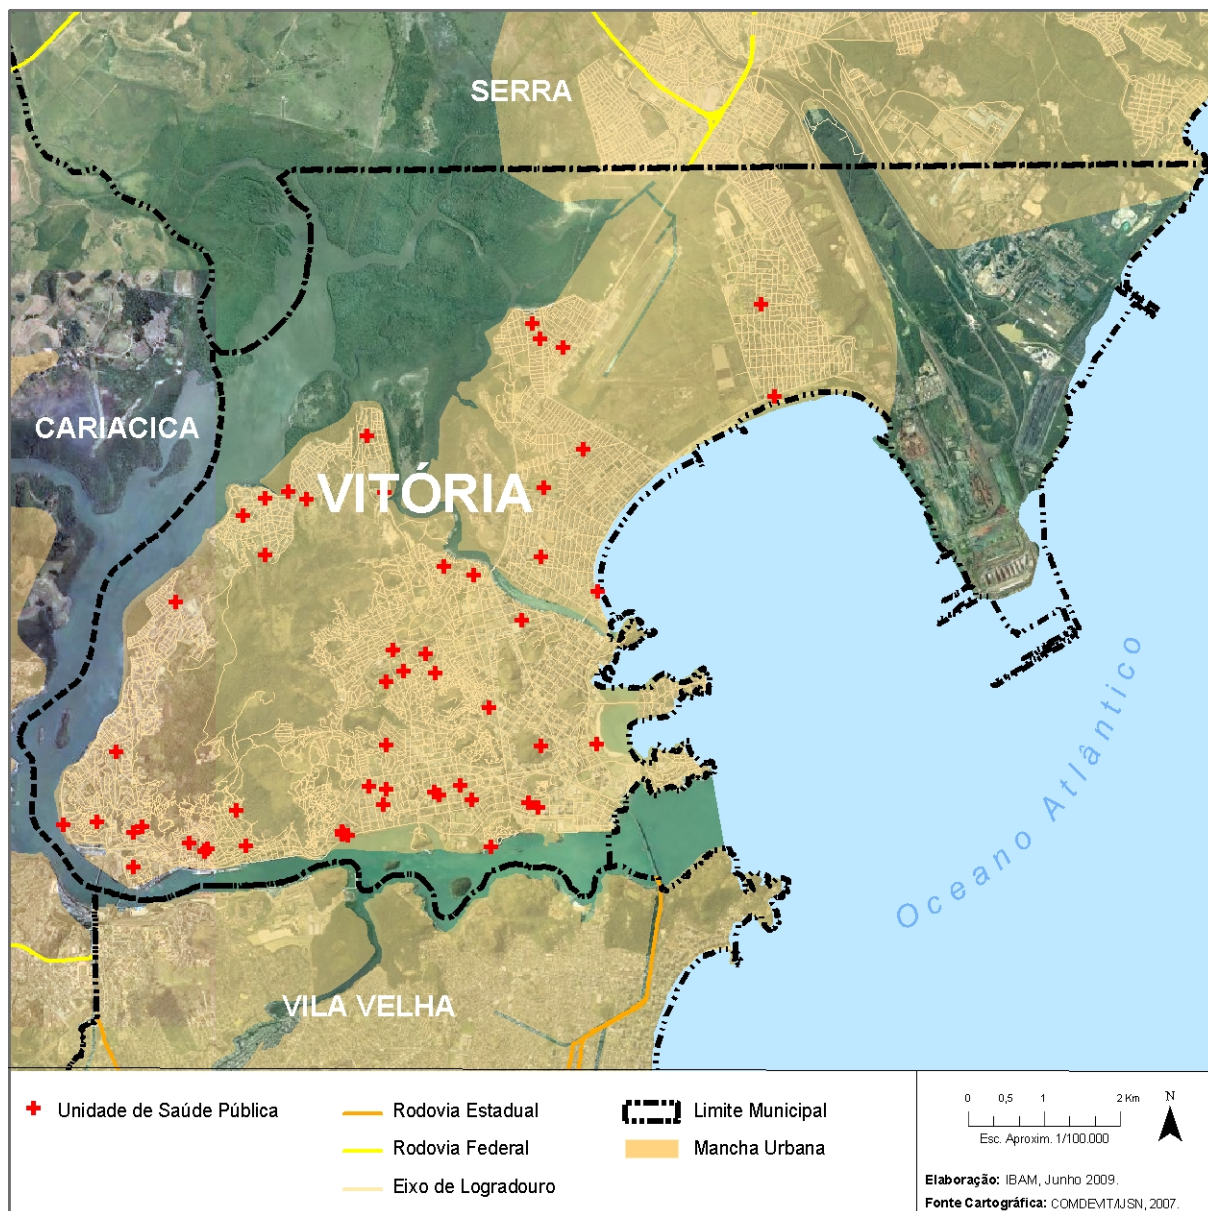 SERRA
CARIACICA
VITÓRIA
Oceano Atlântico
VILA VELHA
Unidade de Saúde Pública
Rodovia Estadual
Rodovia Federal
Eixo de Logradouro
Limite Municipal
Mancha Urbana
0 0,5 1 2 Km
N
Esc. Aproxim. 1/100.000
Elaboração: IBAM, Junho 2009.
Fonte Cartográfica: COMDEVIT/IJSN, 2007.